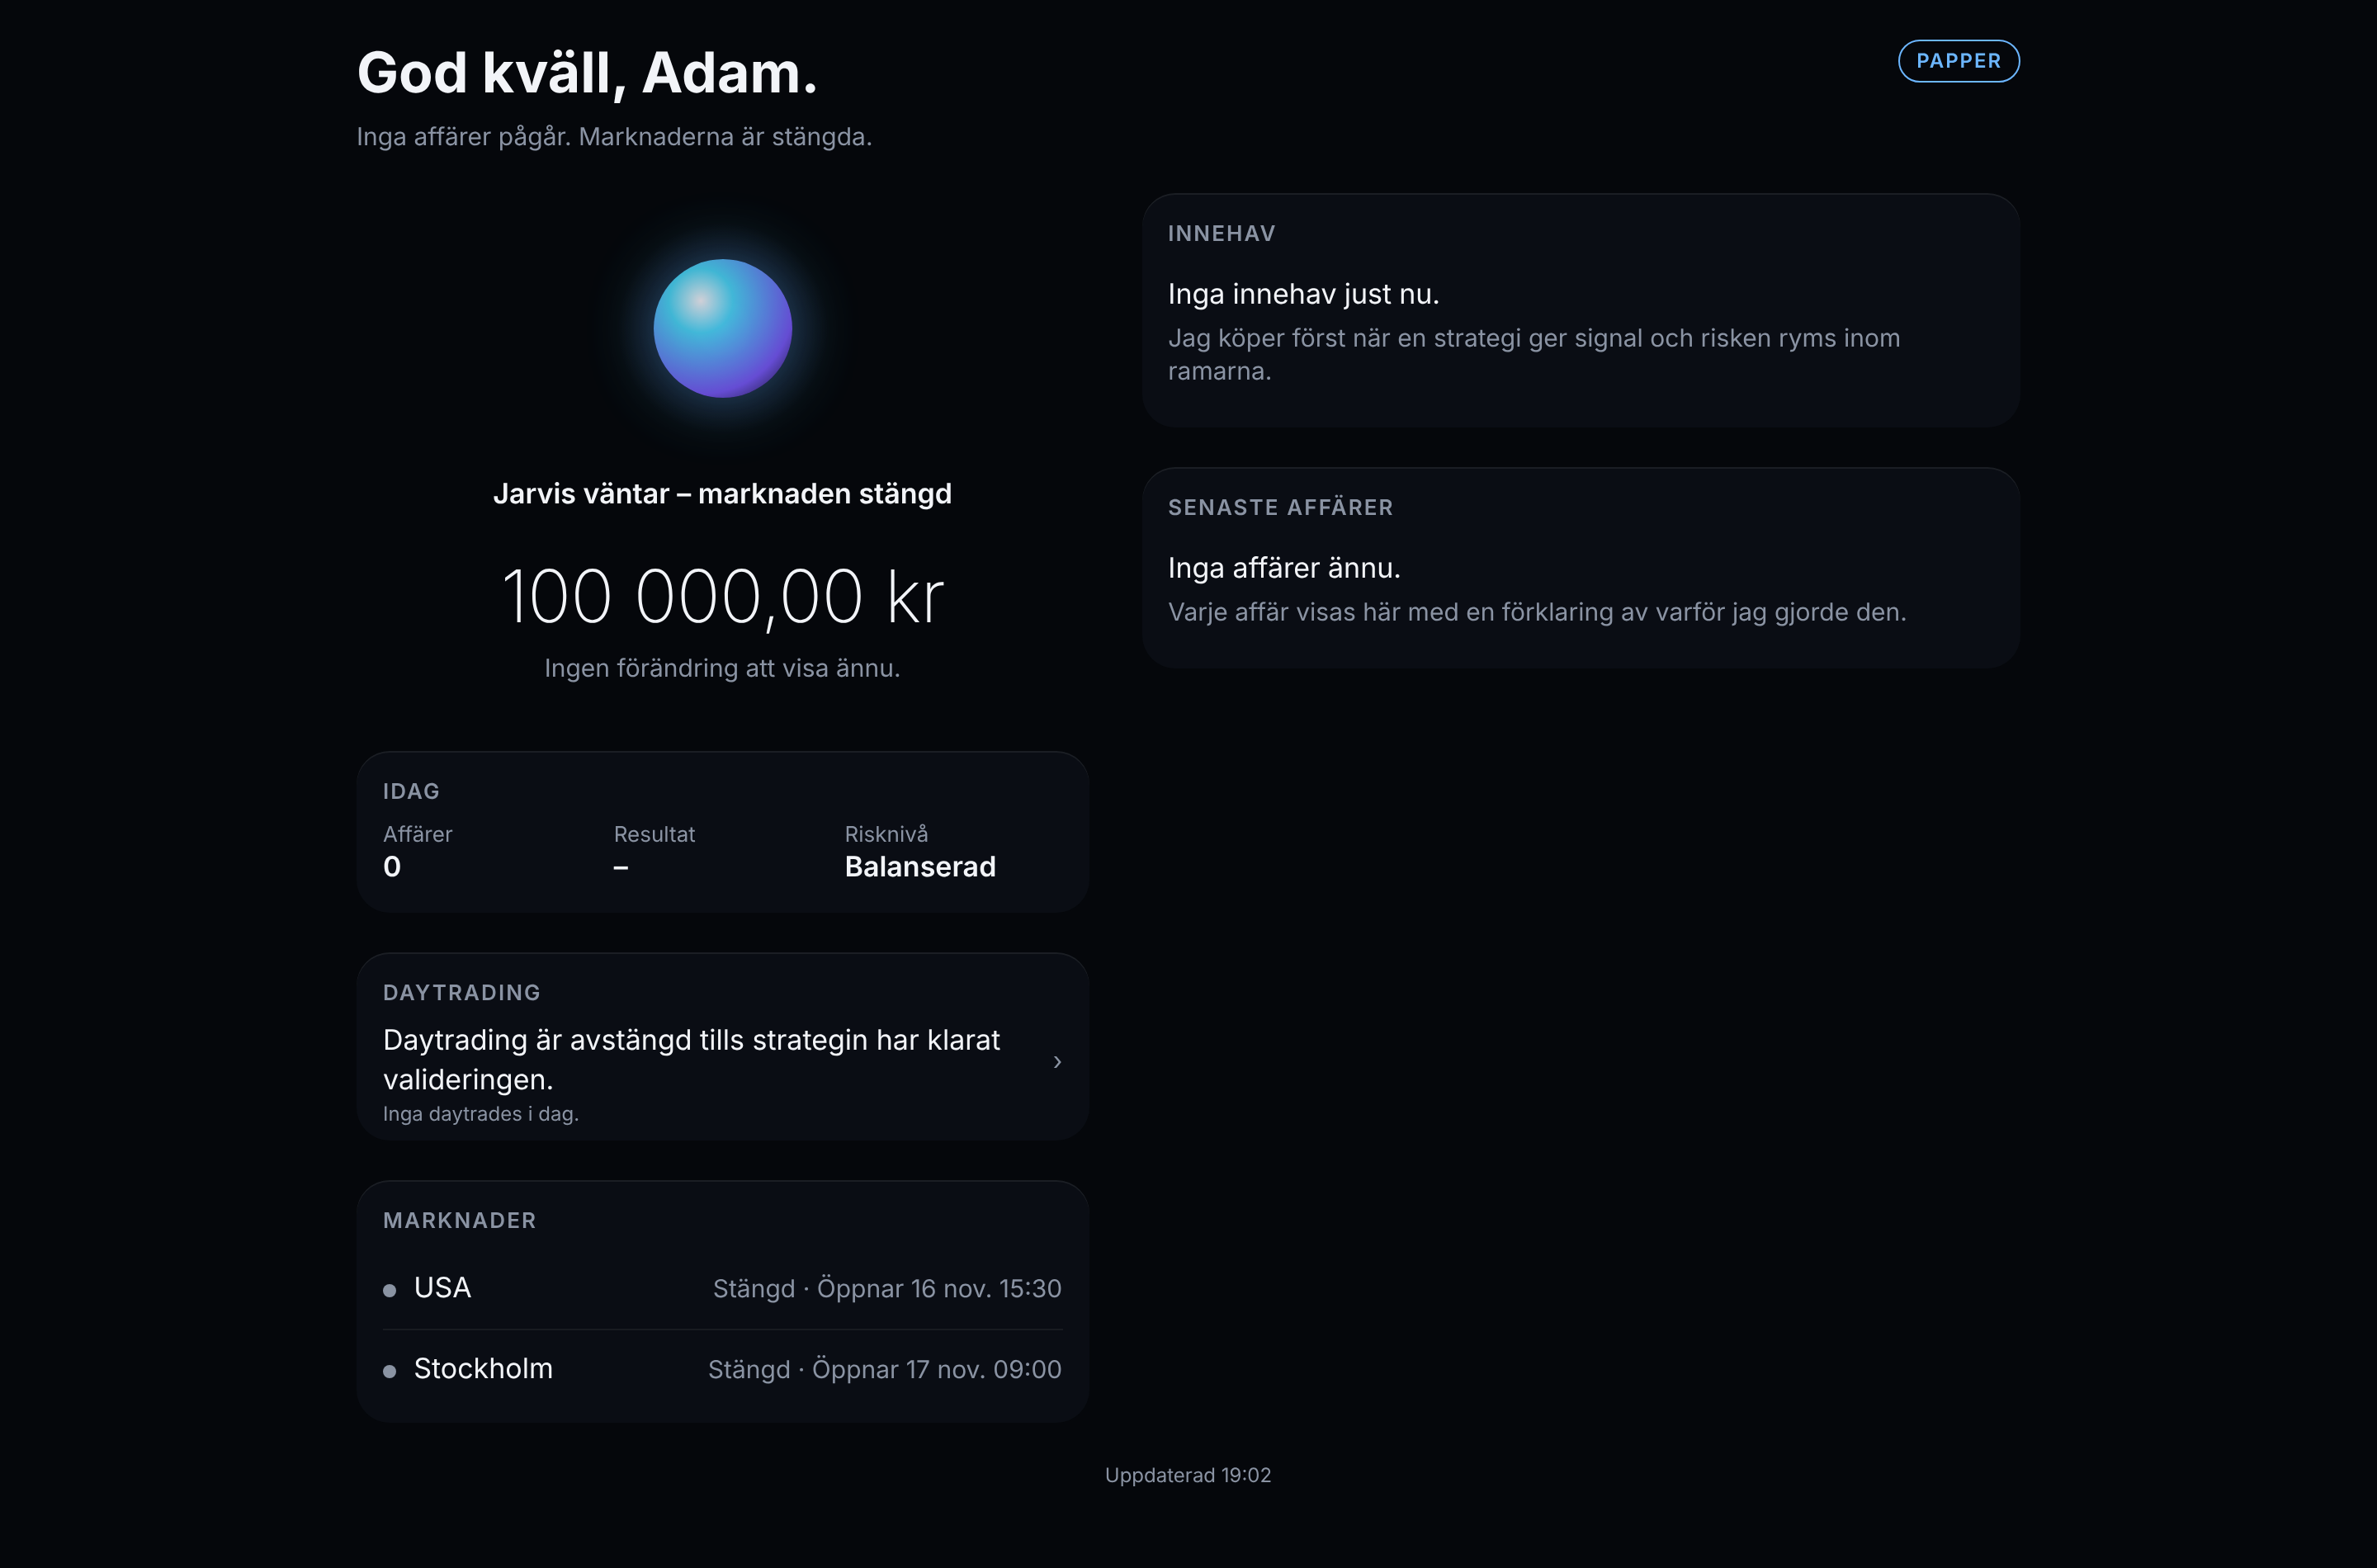 God kväll, Adam.
PAPPER
Inga affärer pågår. Marknaderna är stängda.
Jarvis väntar – marknaden stängd
100 000,00 kr
Ingen förändring att visa ännu.
IDAG
Affärer
Resultat
Risknivå
0
–
Balanserad
DAYTRADING
Daytrading är avstängd tills strategin har klarat
valideringen.
›
Inga daytrades i dag.
MARKNADER
USA
Stängd · Öppnar 16 nov. 15:30
Stockholm
Stängd · Öppnar 17 nov. 09:00
INNEHAV
Inga innehav just nu.
Jag köper först när en strategi ger signal och risken ryms inom
ramarna.
SENASTE AFFÄRER
Inga affärer ännu.
Varje affär visas här med en förklaring av varför jag gjorde den.
Uppdaterad 19:02